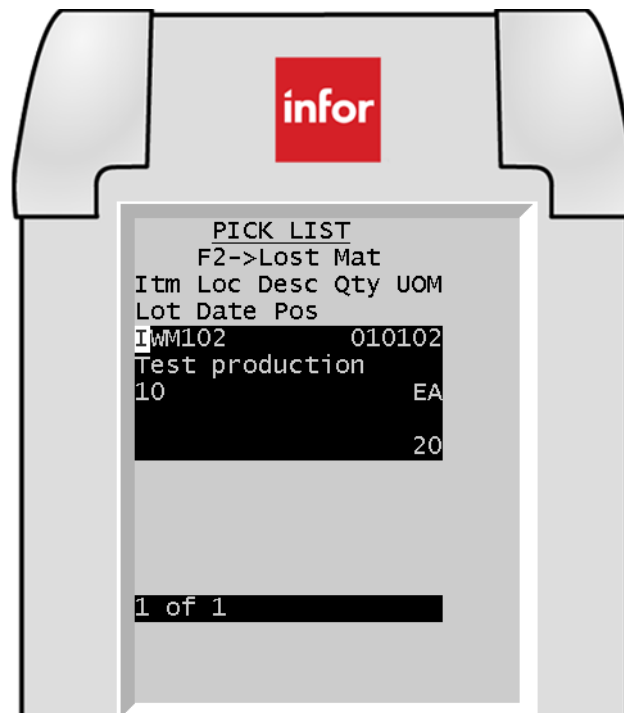 infor
PICK LIST
F2->Lost Mat
Itm Loc Desc Qty UOM
Lot Date Pos
IWM102 010102
Test production
10 EA
20
1 of 1